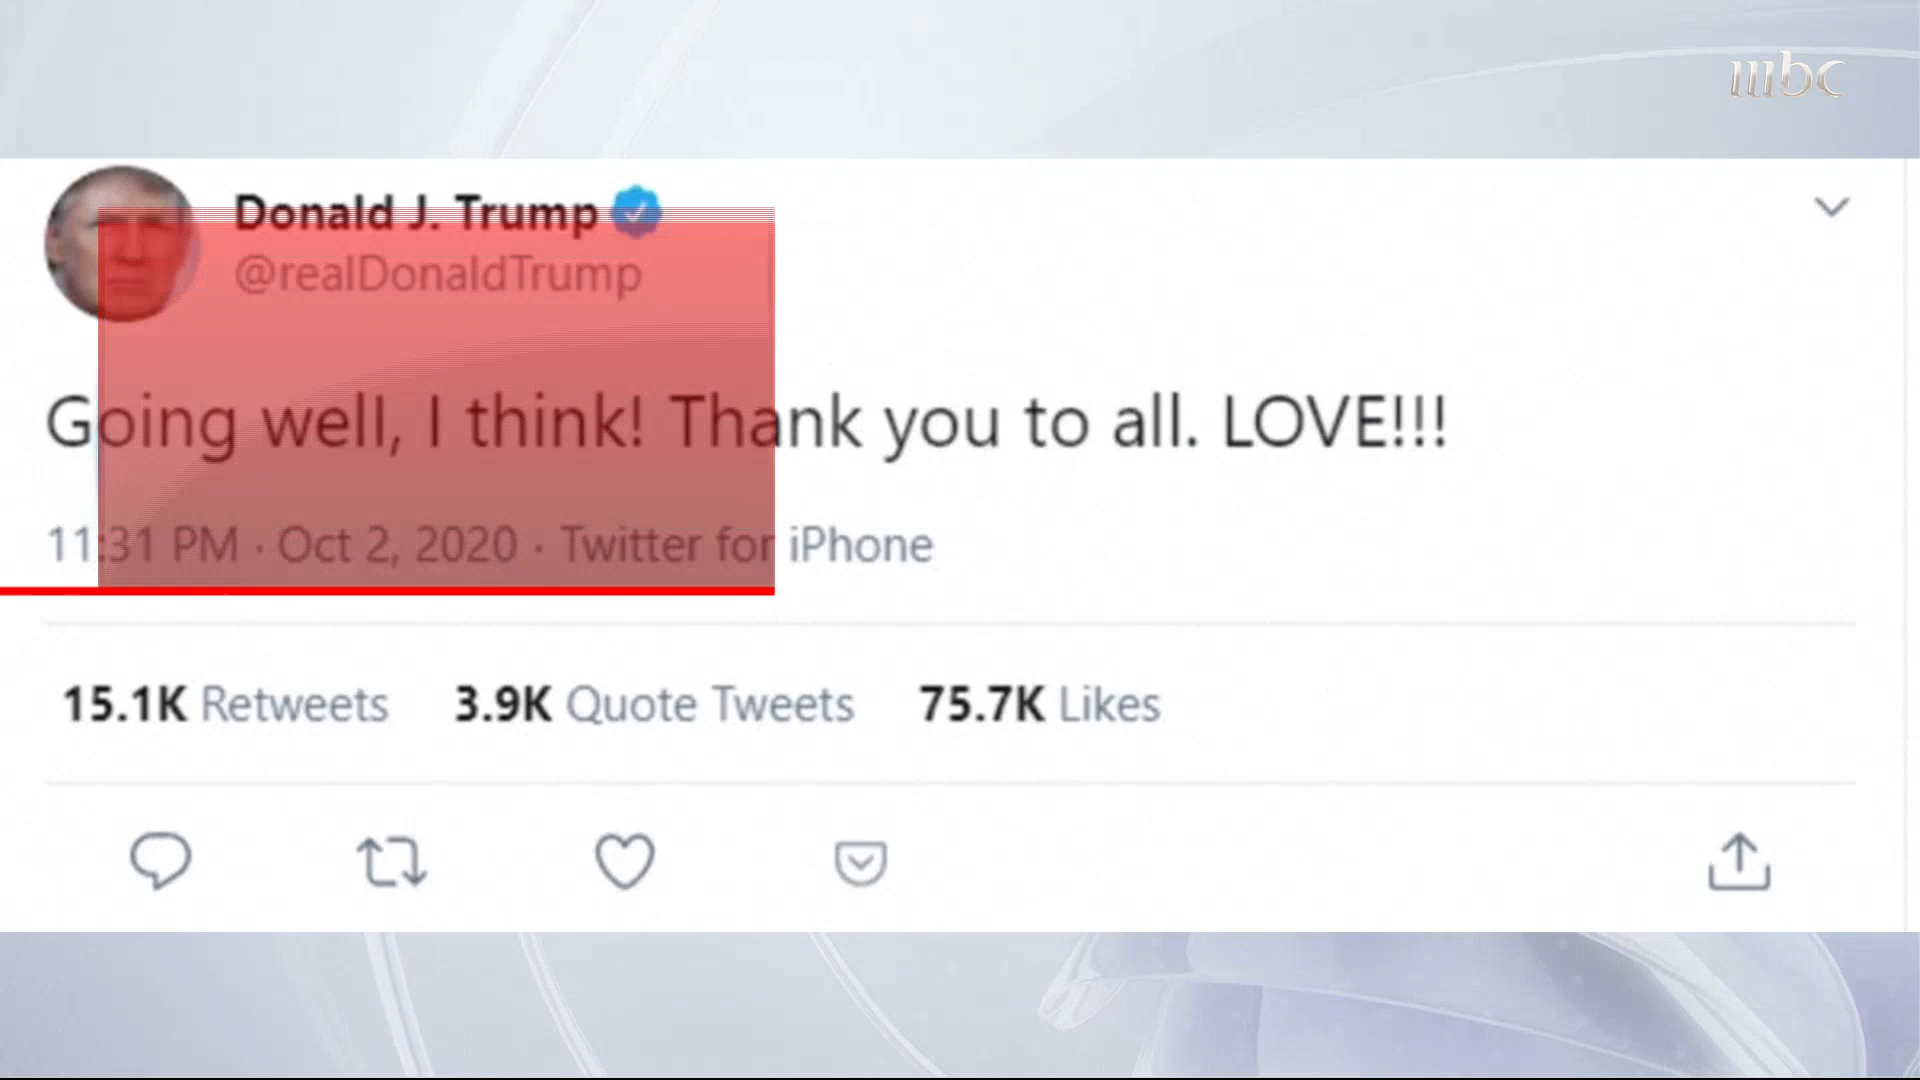 mbc
Donald J. Trump
@realDonaldTrump
Going well, I think! Thank you to all. LOVE!!!
11:31 PM · Oct 2, 2020 · Twitter for iPhone
15.1K Retweets 3.9K Quote Tweets 75.7K Likes